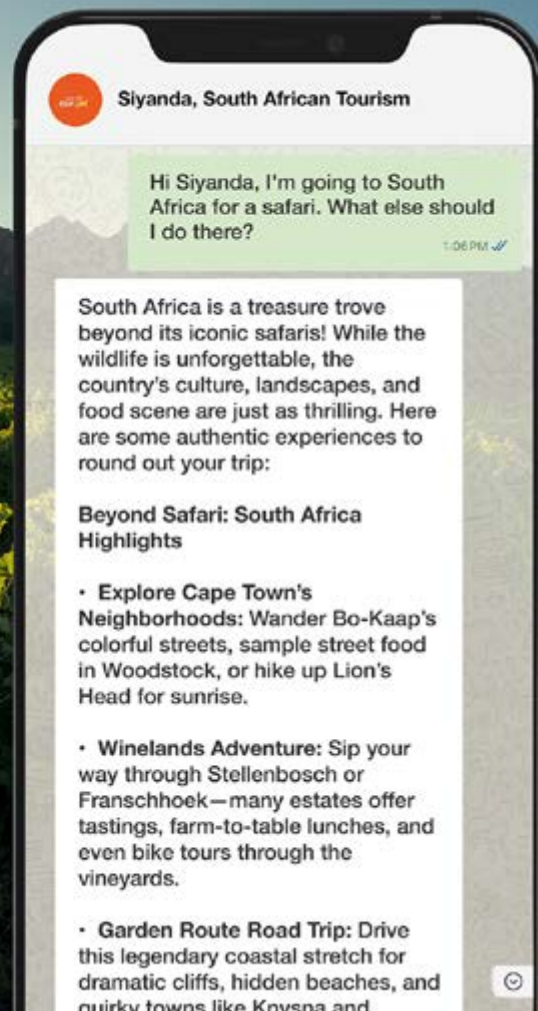 Siyanda, South African Tourism
Hi Siyanda, I'm going to South
Africa for a safari. What else should
I do there?
1:06 PM
South Africa is a treasure trove
beyond its iconic safaris! While the
wildlife is unforgettable, the
country's culture, landscapes, and
food scene are just as thrilling. Here
are some authentic experiences to
round out your trip:
Beyond Safari: South Africa
Highlights
• Explore Cape Town's
Neighborhoods: Wander Bo-Kaap's
colorful streets, sample street food
in Woodstock, or hike up Lion's
Head for sunrise.
• Winelands Adventure: Sip your
way through Stellenbosch or
Franschhoek—many estates offer
tastings, farm-to-table lunches, and
even bike tours through the
vineyards.
• Garden Route Road Trip: Drive
this legendary coastal stretch for
dramatic cliffs, hidden beaches, and
quirky towns like Knysna and